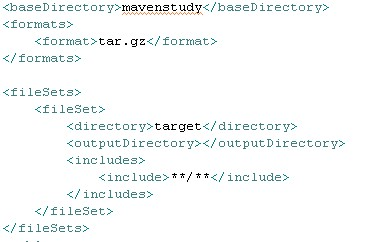 <baseDirectory>mavenstudy</baseDirectory>
<formats>
<format>tar.gz</format>
</formats>
<fileSets>
<fileSet>
<directory>target</directory>
<outputDirectory></outputDirectory>
<includes>
<include>**/**</include>
</includes>
</fileSet>
</fileSets>